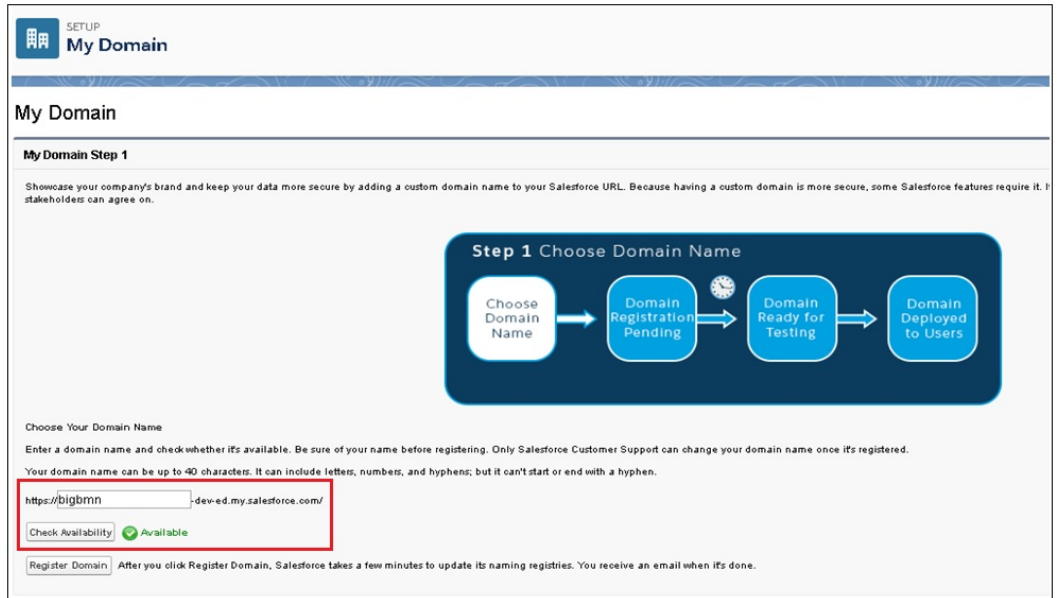 SETUP
My Domain
My Domain
My Domain Step 1
Showcase your company's brand and keep your data more secure by adding a custom domain name to your Salesforce URL. Because having a custom domain is more secure, some Salesforce features require it.
stakeholders can agree on.
Step 1 Choose Domain Name
Choose
Domain
Name
Domain
Registration
Pending
Domain
Ready for
Testing
Domain
Deployed
to Users
Choose Your Domain Name
Enter a domain name and check whether it's available. Be sure of your name before registering. Only Salesforce Customer Support can change your domain name once it's registered.
Your domain name can be up to 40 characters. It can include letters, numbers, and hyphens; but it can't start or end with a hyphen.
https://bigbmn-dev-ed.my.salesforce.com/
Check Availability Available
Register Domain After you click Register Domain, Salesforce takes a few minutes to update its naming registries. You receive an email when it's done.